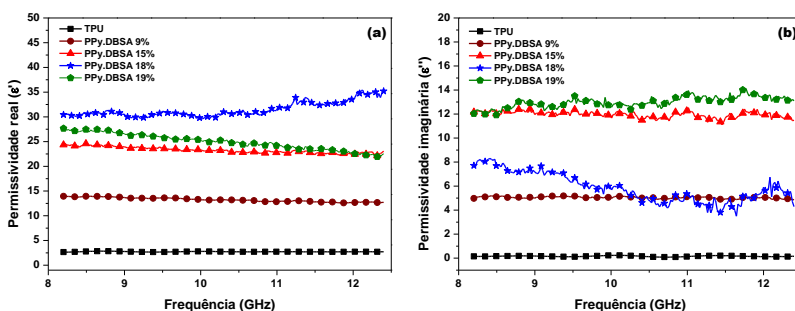 (a)
TPU
PPy.DBSA 9%
PPy.DBSA 15%
PPy.DBSA 18%
PPy.DBSA 19%
Permissividade real (ε')
50
45
40
35
30
25
20
15
10
5
0
8 9 10 11 12
Frequência (GHz)
(b)
TPU
PPy.DBSA 9%
PPy.DBSA 15%
PPy.DBSA 18%
PPy.DBSA 19%
Permissividade imaginária (ε'')
20
18
16
14
12
10
8
6
4
2
0
8 9 10 11 12
Frequência (GHz)